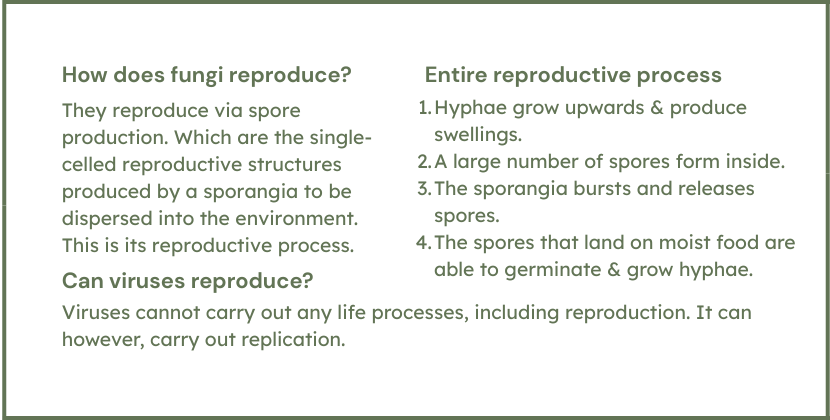 How does fungi reproduce?
They reproduce via spore
production. Which are the single-
celled reproductive structures
produced by a sporangia to be
dispersed into the environment.
This is its reproductive process.
Entire reproductive process
1. Hyphae grow upwards & produce
swellings.
2. A large number of spores form inside.
3. The sporangia bursts and releases
spores.
4. The spores that land on moist food are
able to germinate & grow hyphae.
Can viruses reproduce?
Viruses cannot carry out any life processes, including reproduction. It can
however, carry out replication.